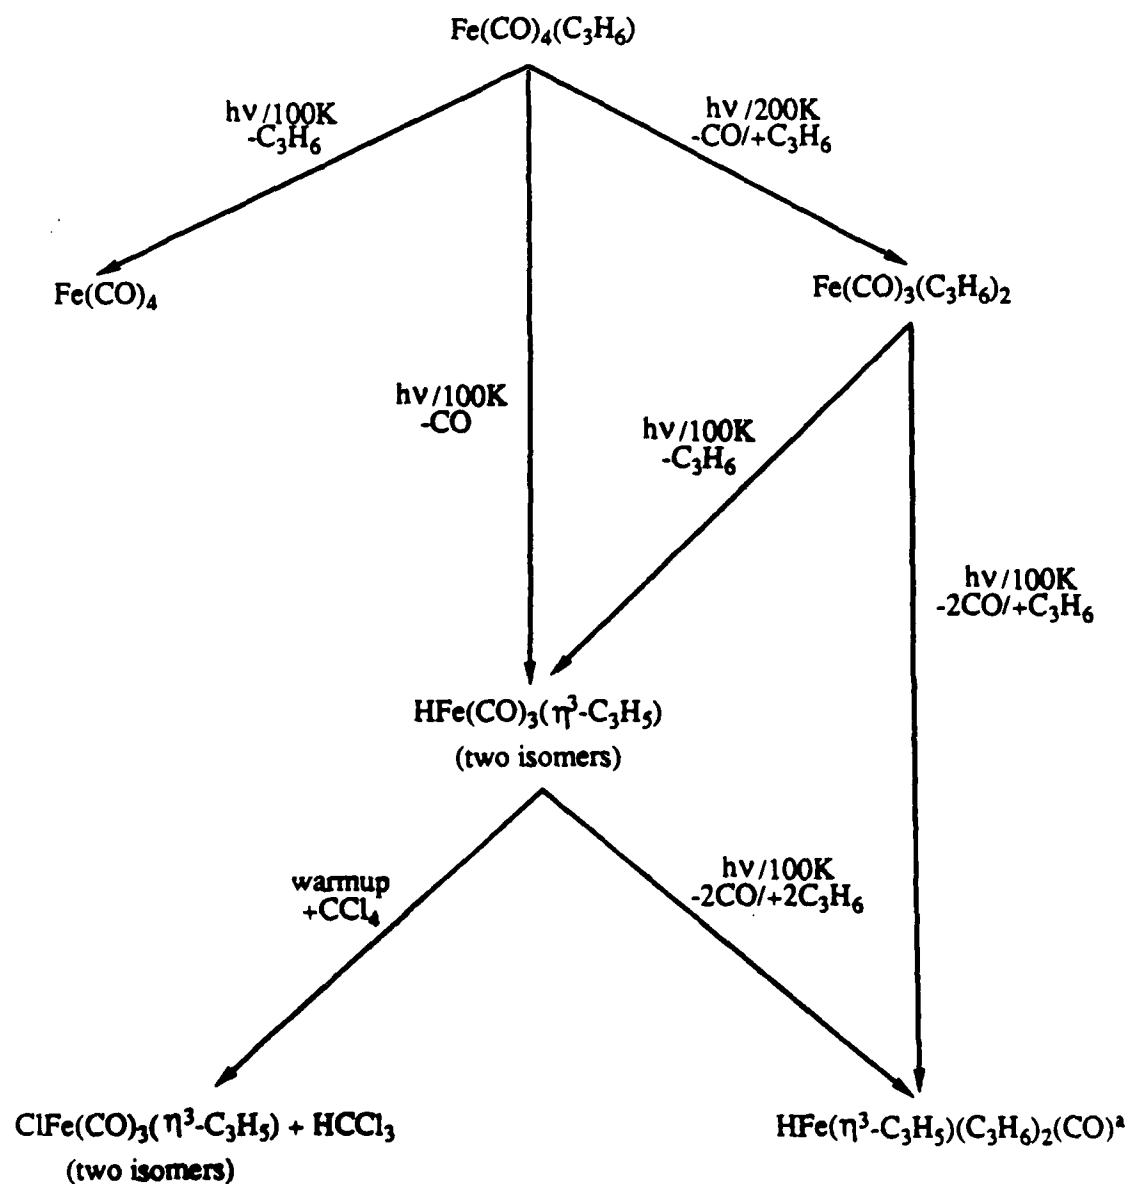 Fe(CO)₄(C₃H₆)
hν/100K
-C₃H₆
hν/200K
-CO/+C₃H₆
Fe(CO)₄
Fe(CO)₃(C₃H₆)₂
hν/100K
-CO
hν/100K
-C₃H₆
hν/100K
-2CO/+C₃H₆
HFe(CO)₃(η³-C₃H₅)
(two isomers)
warmup
+CCl₄
hν/100K
-2CO/+2C₃H₆
ClFe(CO)₃(η³-C₃H₅) + HCCl₃
(two isomers)
HFe(η³-C₃H₅)(C₃H₆)₂(CO)ᵃ